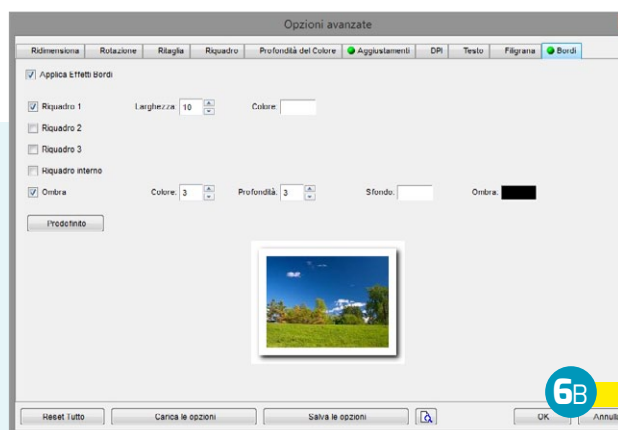 Opzioni avanzate
Ridimensiona Rotazione Ritaglia Riquadro Profondità del Colore Aggiustamenti DPI Testo Filigrana Bordi
Applica Effetti Bordi
Riquadro 1 Larghezza: 10 Colore:
Riquadro 2
Riquadro 3
Riquadro interno
Ombra Colore: 3 Profondità: 3 Sfondo: Ombra:
Predefinito
6B
Reset Tutto Carica le opzioni Salva le opzioni OK Annulla